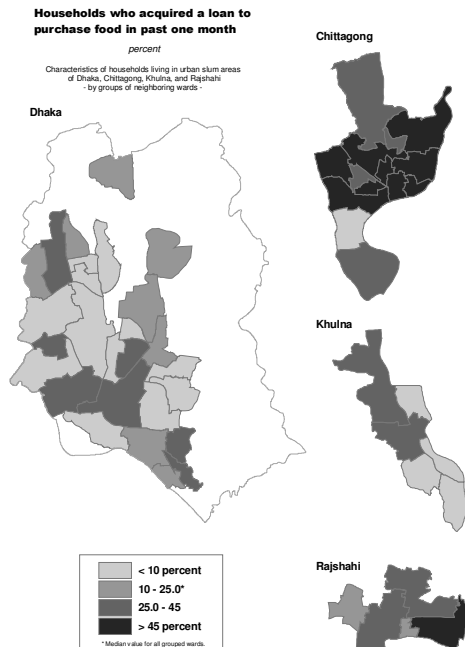 Households who acquired a loan to
purchase food in past one month
percent
Characteristics of households living in urban slum areas
of Dhaka, Chittagong, Khulna, and Rajshahi
- by groups of neighboring wards -
Dhaka
Chittagong
Khulna
Rajshahi
< 10 percent
10 - 25.0*
25.0 - 45
> 45 percent
* Median value for all grouped wards.